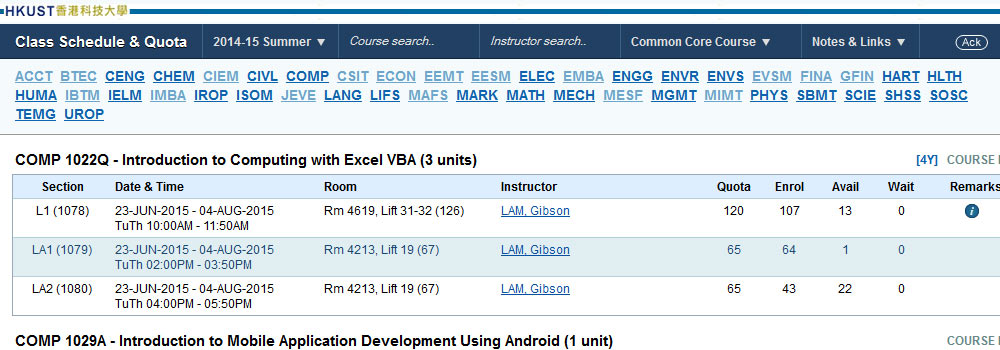 HKUST香港科技大學
Class Schedule & Quota 2014-15 Summer ▼ Course search.. Instructor search.. Common Core Course ▼ Notes & Links ▼ Ack
ACCT BTEC CENG CHEM CIEM CIVL COMP CSIT ECON EEMT EESM ELEC EMBA ENGG ENVR ENVS EVSM FINA GFIN HART HLTH
HUMA IBTM IELM IMBA IROP ISOM JEVE LANG LIFS MAFS MARK MATH MECH MESF MGMT MIMT PHYS SBMT SCIE SHSS SOSC
TEMG UROP
COMP 1022Q - Introduction to Computing with Excel VBA (3 units) [4Y] COURSE
Section Date & Time Room Instructor Quota Enrol Avail Wait Remarks
L1 (1078) 23-JUN-2015 - 04-AUG-2015 Rm 4619, Lift 31-32 (126) LAM, Gibson 120 107 13 0 i
TuTh 10:00AM - 11:50AM
LA1 (1079) 23-JUN-2015 - 04-AUG-2015 Rm 4213, Lift 19 (67) LAM, Gibson 65 64 1 0
TuTh 02:00PM - 03:50PM
LA2 (1080) 23-JUN-2015 - 04-AUG-2015 Rm 4213, Lift 19 (67) LAM, Gibson 65 43 22 0
TuTh 04:00PM - 05:50PM
COMP 1029A - Introduction to Mobile Application Development Using Android (1 unit) COURSE